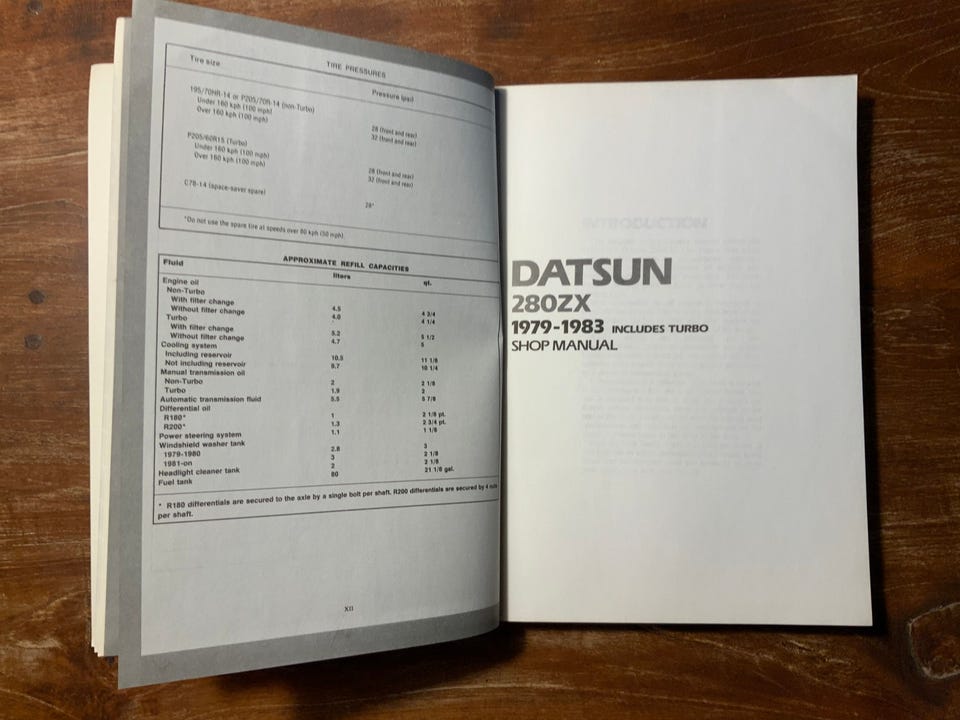 TIRE PRESSURES
Tire size Pressure (psi)
195/70HR-14 or P205/70R-14 (non-Turbo)
Under 160 kph (100 mph) 28 (front and rear)
Over 160 kph (100 mph) 32 (front and rear)
P205/60R15 (Turbo)
Under 160 kph (100 mph) 28 (front and rear)
Over 160 kph (100 mph) 32 (front and rear)
C78-14 (space-saver spare) 28*
*Do not use the spare tire at speeds over 80 kph (50 mph).
APPROXIMATE REFILL CAPACITIES
Fluid liters qt.
Engine oil
Non-Turbo
With filter change 4.5 4 3/4
Without filter change 4.0 4 1/4
Turbo
With filter change 5.2 5 1/2
Without filter change 4.7 5
Cooling system
Including reservoir 10.5 11 1/8
Not including reservoir 9.7 10 1/4
Manual transmission oil
Non-Turbo 2 2 1/8
Turbo 1.9 2
Automatic transmission fluid 5.5 5 7/8
Differential oil
R180* 1 2 1/8 pt.
R200* 1.3 2 3/4 pt.
Power steering system 1.1 1 1/8
Windshield washer tank
1979-1980 2.8 3
1981-on 3 2 1/8
Headlight cleaner tank 2 2 1/8
Fuel tank 80 21 1/8 gal.
* R180 differentials are secured to the axle by a single bolt per shaft. R200 differentials are secured by 4 nuts
per shaft.
XII
INTRODUCTION
DATSUN
280ZX
1979-1983 INCLUDES TURBO
SHOP MANUAL